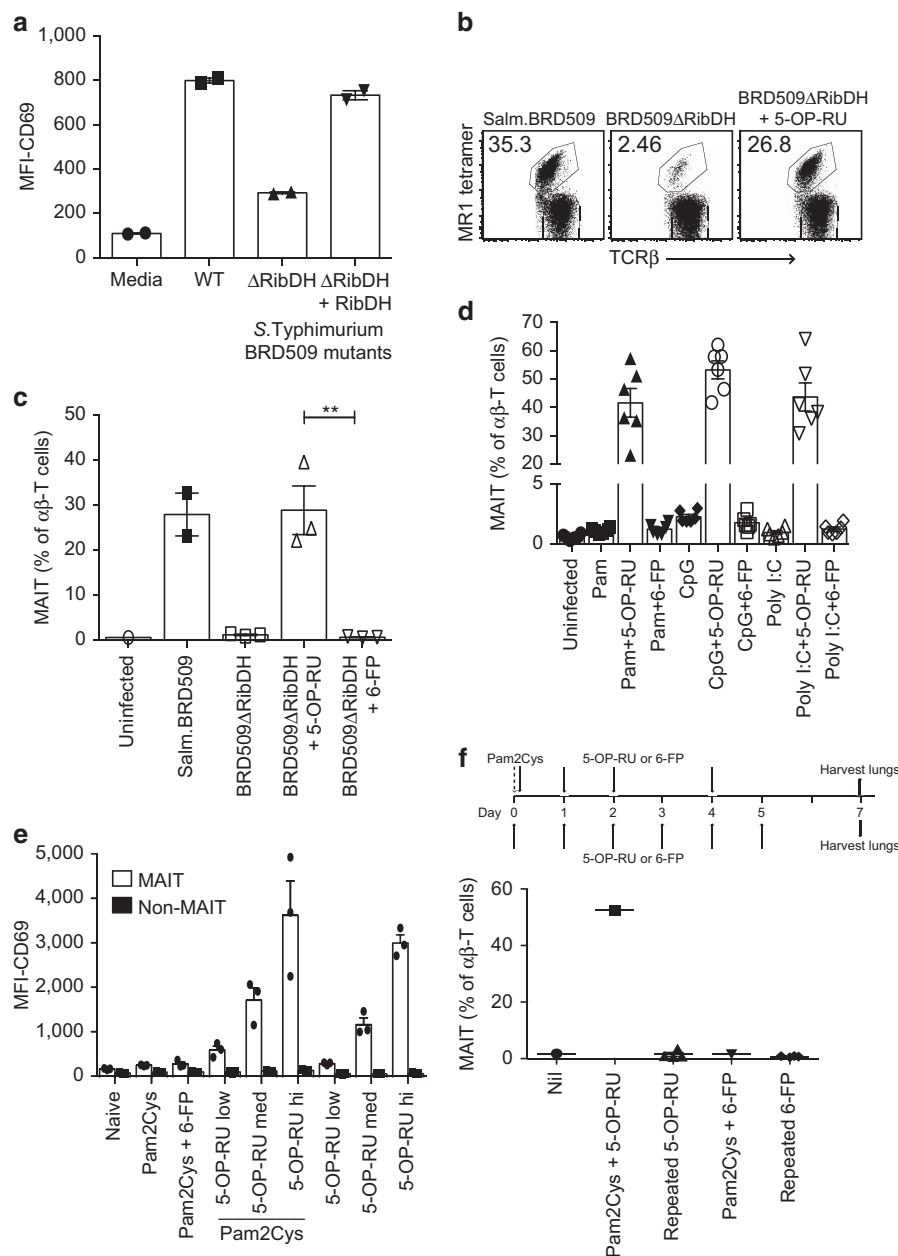 a
MFI-CD69
1,000
800
600
400
200
0
Media
WT
ΔRibDH
ΔRibDH
+ RibDH
S.Typhimurium
BRD509 mutants
b
Salm.BRD509
BRD509ΔRibDH
BRD509ΔRibDH
+ 5-OP-RU
35.3
2.46
26.8
MR1 tetramer
TCRβ
c
MAIT (% of αβ-T cells)
50
40
30
20
10
0
**
Uninfected
Salm.BRD509
BRD509ΔRibDH
BRD509ΔRibDH
+ 5-OP-RU
BRD509ΔRibDH
+ 6-FP
d
MAIT (% of αβ-T cells)
70
60
50
40
30
20
5
0
Uninfected
Pam
Pam+5-OP-RU
Pam+6-FP
CpG
CpG+5-OP-RU
CpG+6-FP
Poly I:C
Poly I:C+5-OP-RU
Poly I:C+6-FP
e
MFI-CD69
5,000
4,000
3,000
2,000
1,000
0
MAIT
Non-MAIT
Naive
Pam2Cys
Pam2Cys + 6-FP
5-OP-RU low
5-OP-RU med
5-OP-RU hi
5-OP-RU low
5-OP-RU med
5-OP-RU hi
Pam2Cys
f
Pam2Cys
5-OP-RU or 6-FP
Harvest lungs
Day
0
1
2
3
4
5
7
5-OP-RU or 6-FP
Harvest lungs
MAIT (% of αβ-T cells)
60
40
20
0
Nil
Pam2Cys + 5-OP-RU
Repeated 5-OP-RU
Pam2Cys + 6-FP
Repeated 6-FP